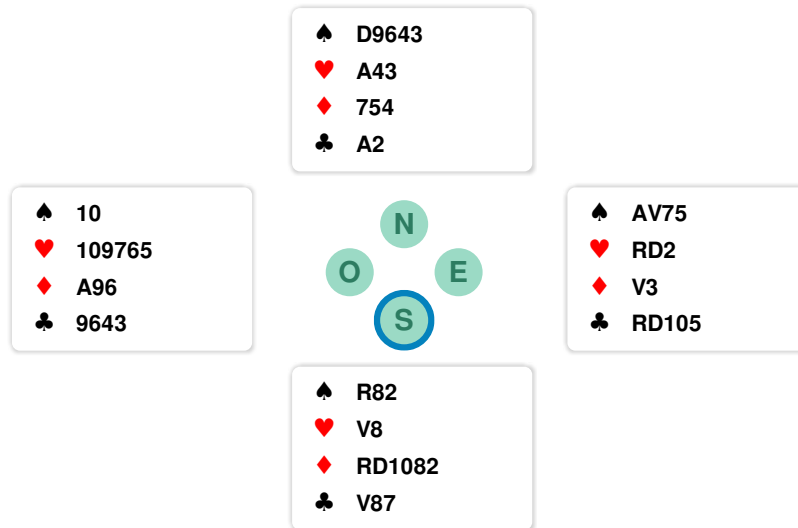 ♠ D9643
♥ A43
♦ 754
♣ A2
♠ 10
♥ 109765
♦ A96
♣ 9643
N
O E
S
♠ AV75
♥ RD2
♦ V3
♣ RD105
♠ R82
♥ V8
♦ RD1082
♣ V87